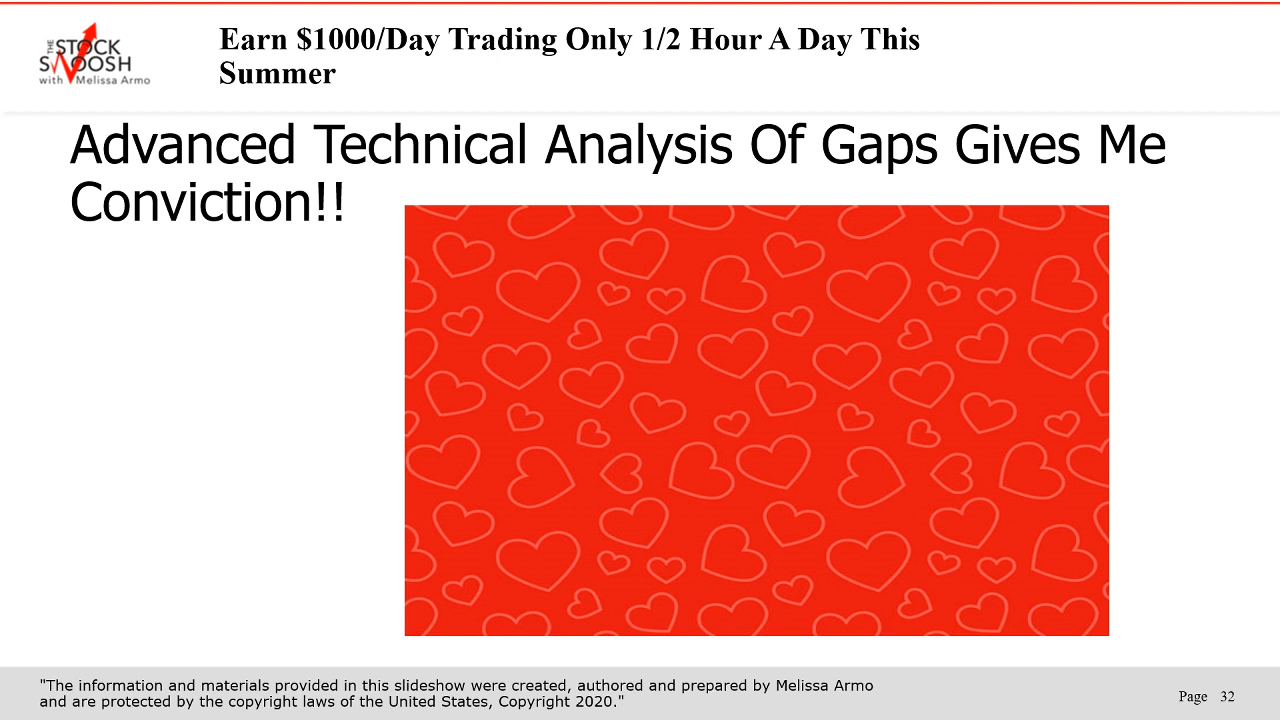 THE
STOCK
SWOOSH
with Melissa Armo
Earn $1000/Day Trading Only 1/2 Hour A Day This
Summer
Advanced Technical Analysis Of Gaps Gives Me
Conviction!!
"The information and materials provided in this slideshow were created, authored and prepared by Melissa Armo
and are protected by the copyright laws of the United States, Copyright 2020."
Page 32